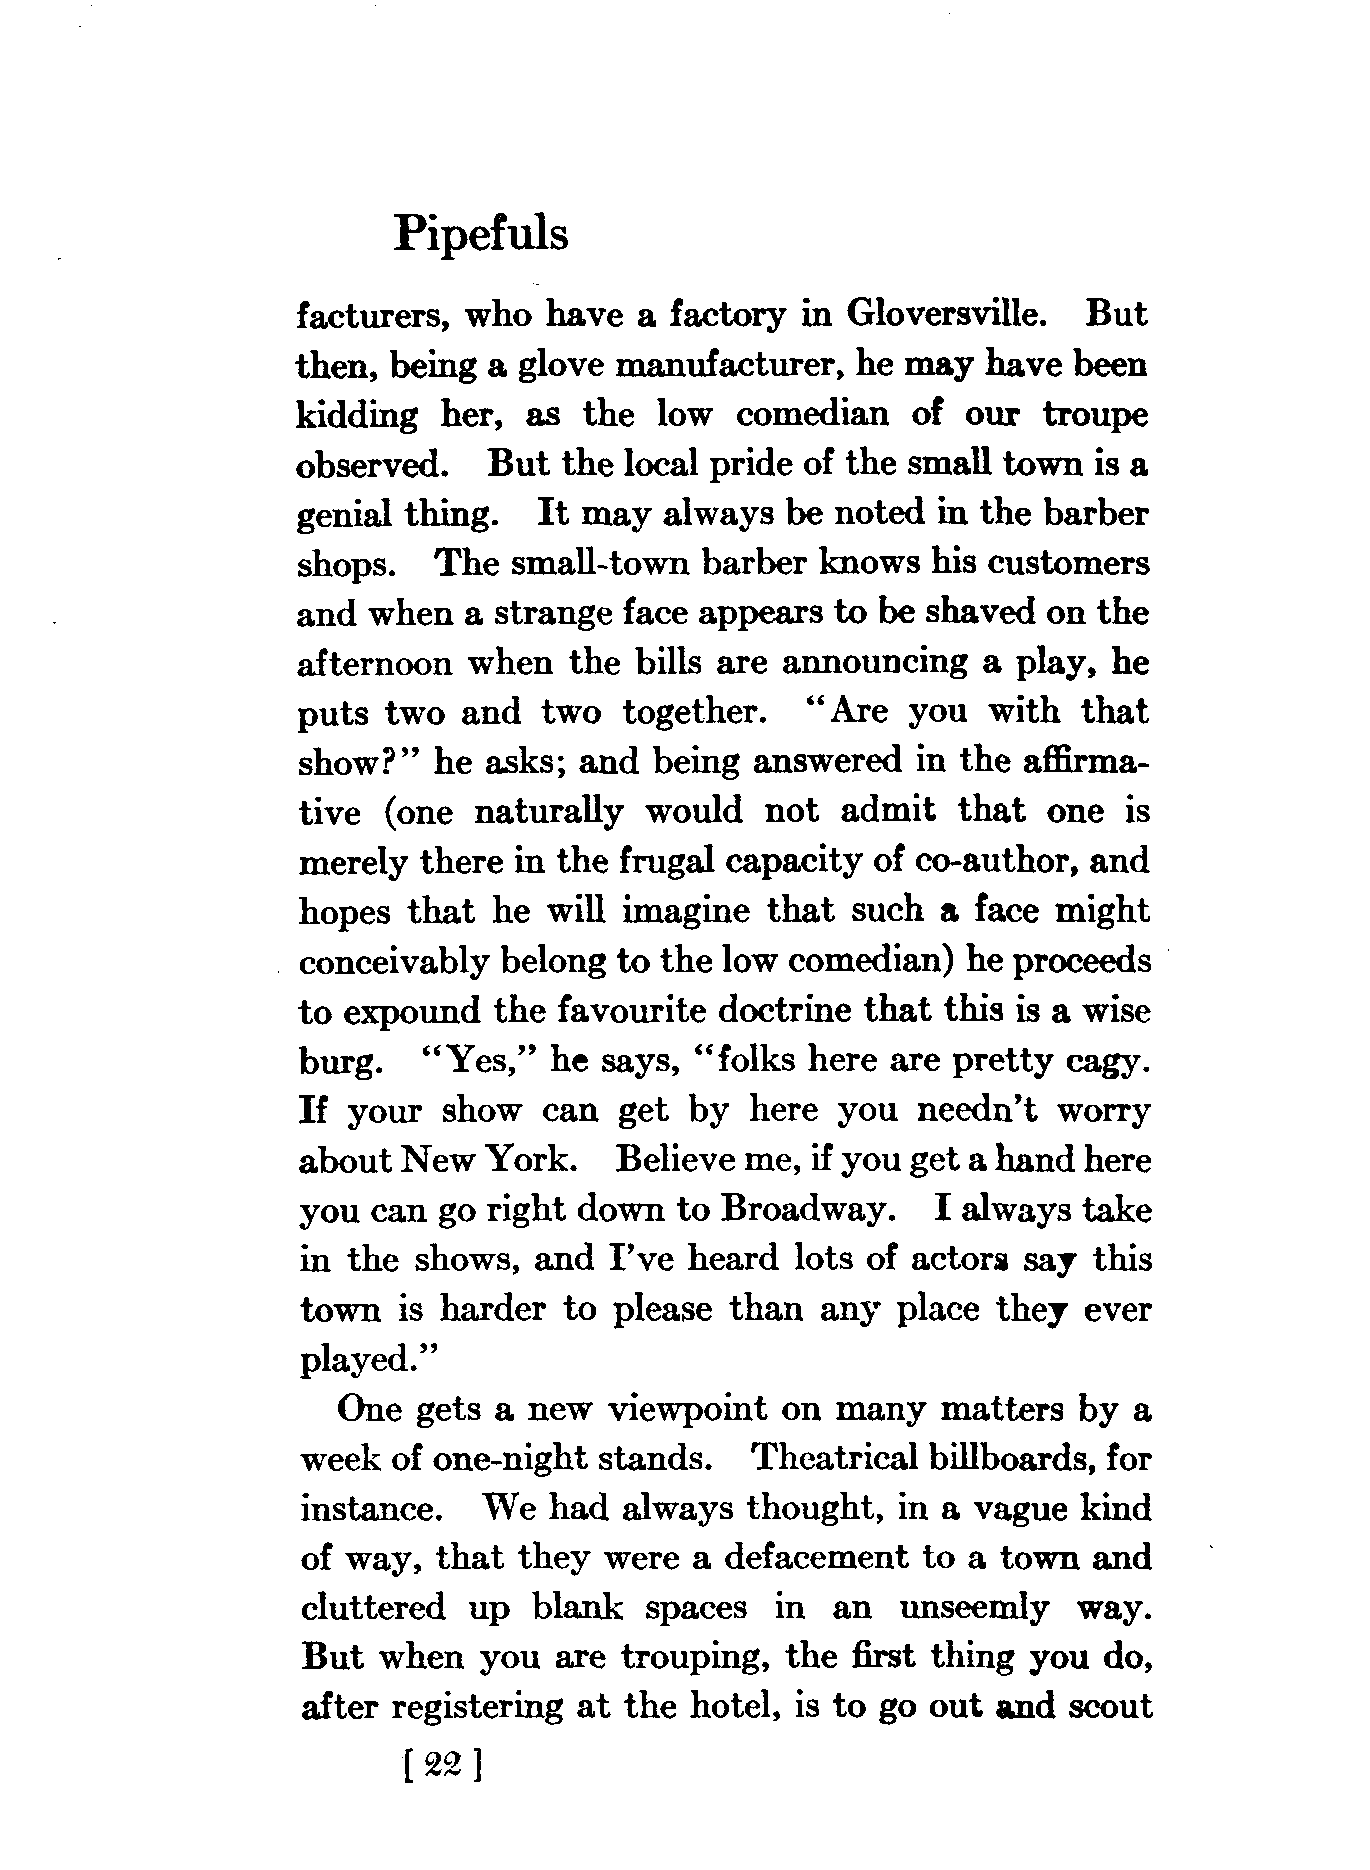 Pipefuls
facturers, who have a factory in Gloversville. But
then, being a glove manufacturer, he may have been
kidding her, as the low comedian of our troupe
observed. But the local pride of the small town is a
genial thing. It may always be noted in the barber
shops. The small-town barber knows his customers
and when a strange face appears to be shaved on the
afternoon when the bills are announcing a play, he
puts two and two together. "Are you with that
show?" he asks; and being answered in the affirma-
tive (one naturally would not admit that one is
merely there in the frugal capacity of co-author, and
hopes that he will imagine that such a face might
conceivably belong to the low comedian) he proceeds
to expound the favourite doctrine that this is a wise
burg. "Yes," he says, "folks here are pretty cagy.
If your show can get by here you needn't worry
about New York. Believe me, if you get a hand here
you can go right down to Broadway. I always take
in the shows, and I've heard lots of actors say this
town is harder to please than any place they ever
played."
One gets a new viewpoint on many matters by a
week of one-night stands. Theatrical billboards, for
instance. We had always thought, in a vague kind
of way, that they were a defacement to a town and
cluttered up blank spaces in an unseemly way.
But when you are trouping, the first thing you do,
after registering at the hotel, is to go out and scout
[ 22 ]